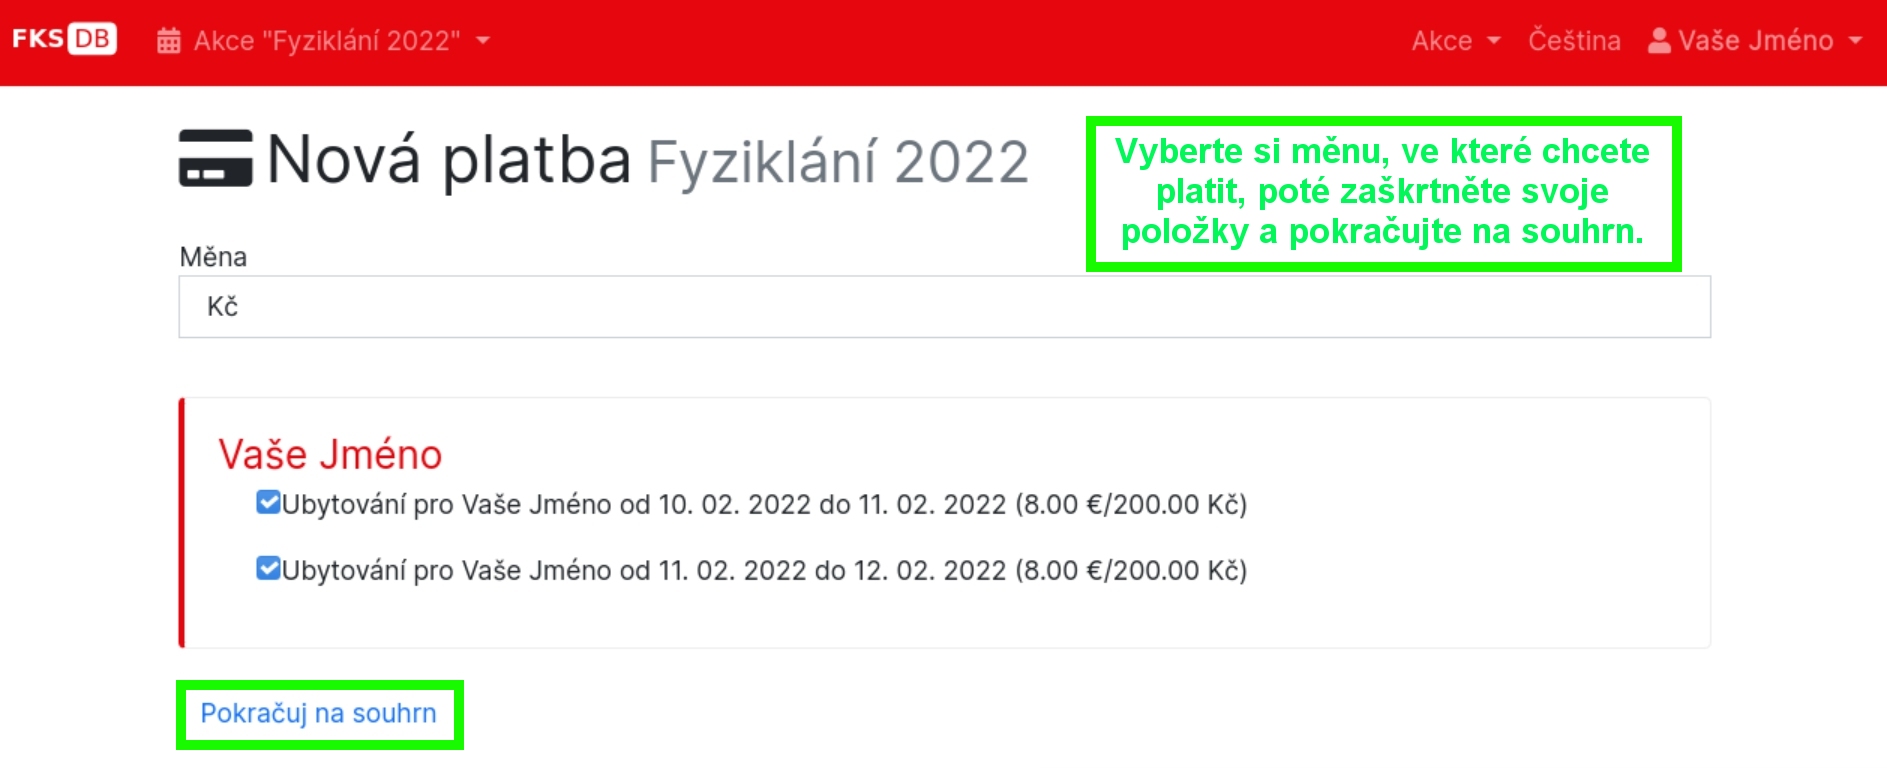 FKS DB Akce "Fyziklání 2022" Akce Čeština Vaše Jméno
Nová platba Fyziklání 2022
Vyberte si měnu, ve které chcete
platit, poté zaškrtněte svoje
položky a pokračujte na souhrn.
Měna
Kč
Vaše Jméno
Ubytování pro Vaše Jméno od 10. 02. 2022 do 11. 02. 2022 (8.00 €/200.00 Kč)
Ubytování pro Vaše Jméno od 11. 02. 2022 do 12. 02. 2022 (8.00 €/200.00 Kč)
Pokračuj na souhrn